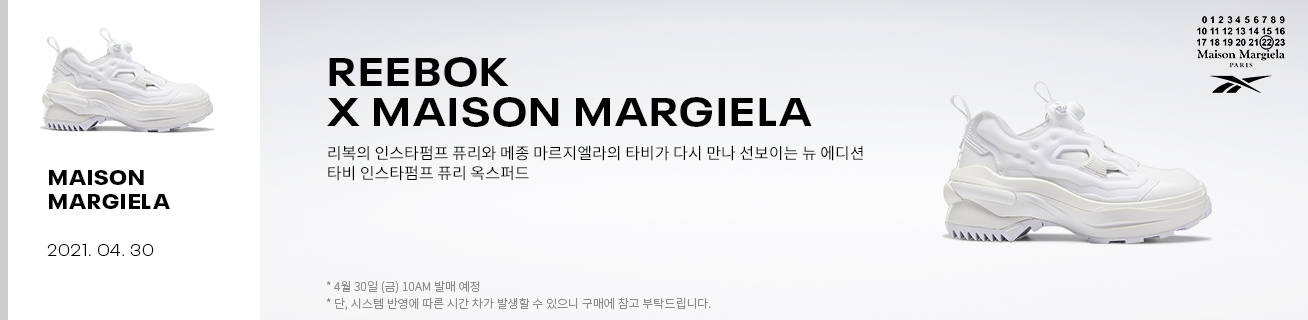 MAISON
MARGIELA
2021. 04. 30
REEBOK
X MAISON MARGIELA
리복의 인스타펌프 퓨리와 메종 마르지엘라의 타비가 다시 만나 선보이는 뉴 에디션
타비 인스타펌프 퓨리 옥스퍼드
* 4월 30일 (금) 10AM 발매 예정
* 단, 시스템 반영에 따른 시간 차가 발생할 수 있으니 구매에 참고 부탁드립니다.
0 1 2 3 4 5 6 7 8 9
10 11 12 13 14 15 16
17 18 19 20 21 22 23
Maison Margiela
PARIS